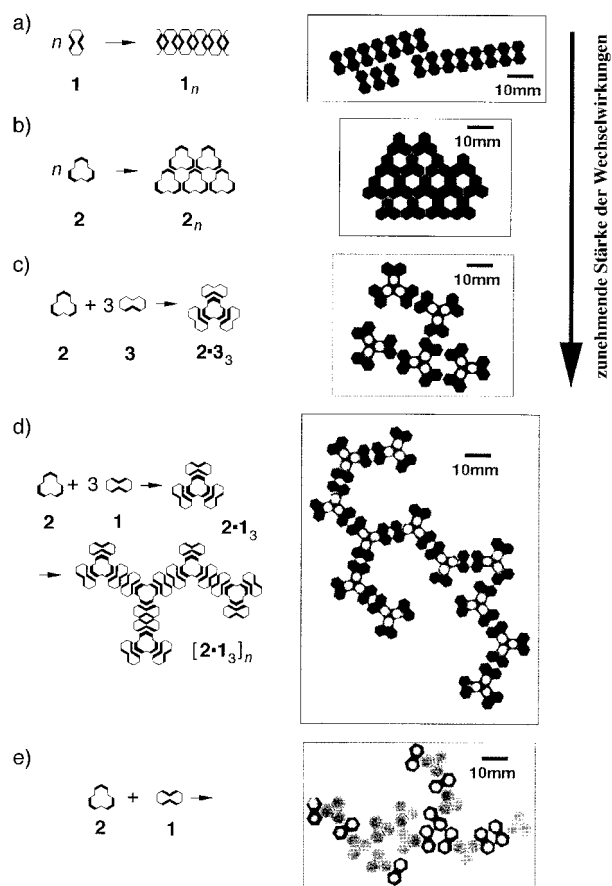 a)
n
1
1n
10mm
b)
n
2
2n
10mm
c)
+ 3
2
3
2·33
10mm
d)
+ 3
2
1
2·13
[2·13]n
10mm
e)
+
2
1
10mm
zunehmende Stärke der Wechselwirkungen